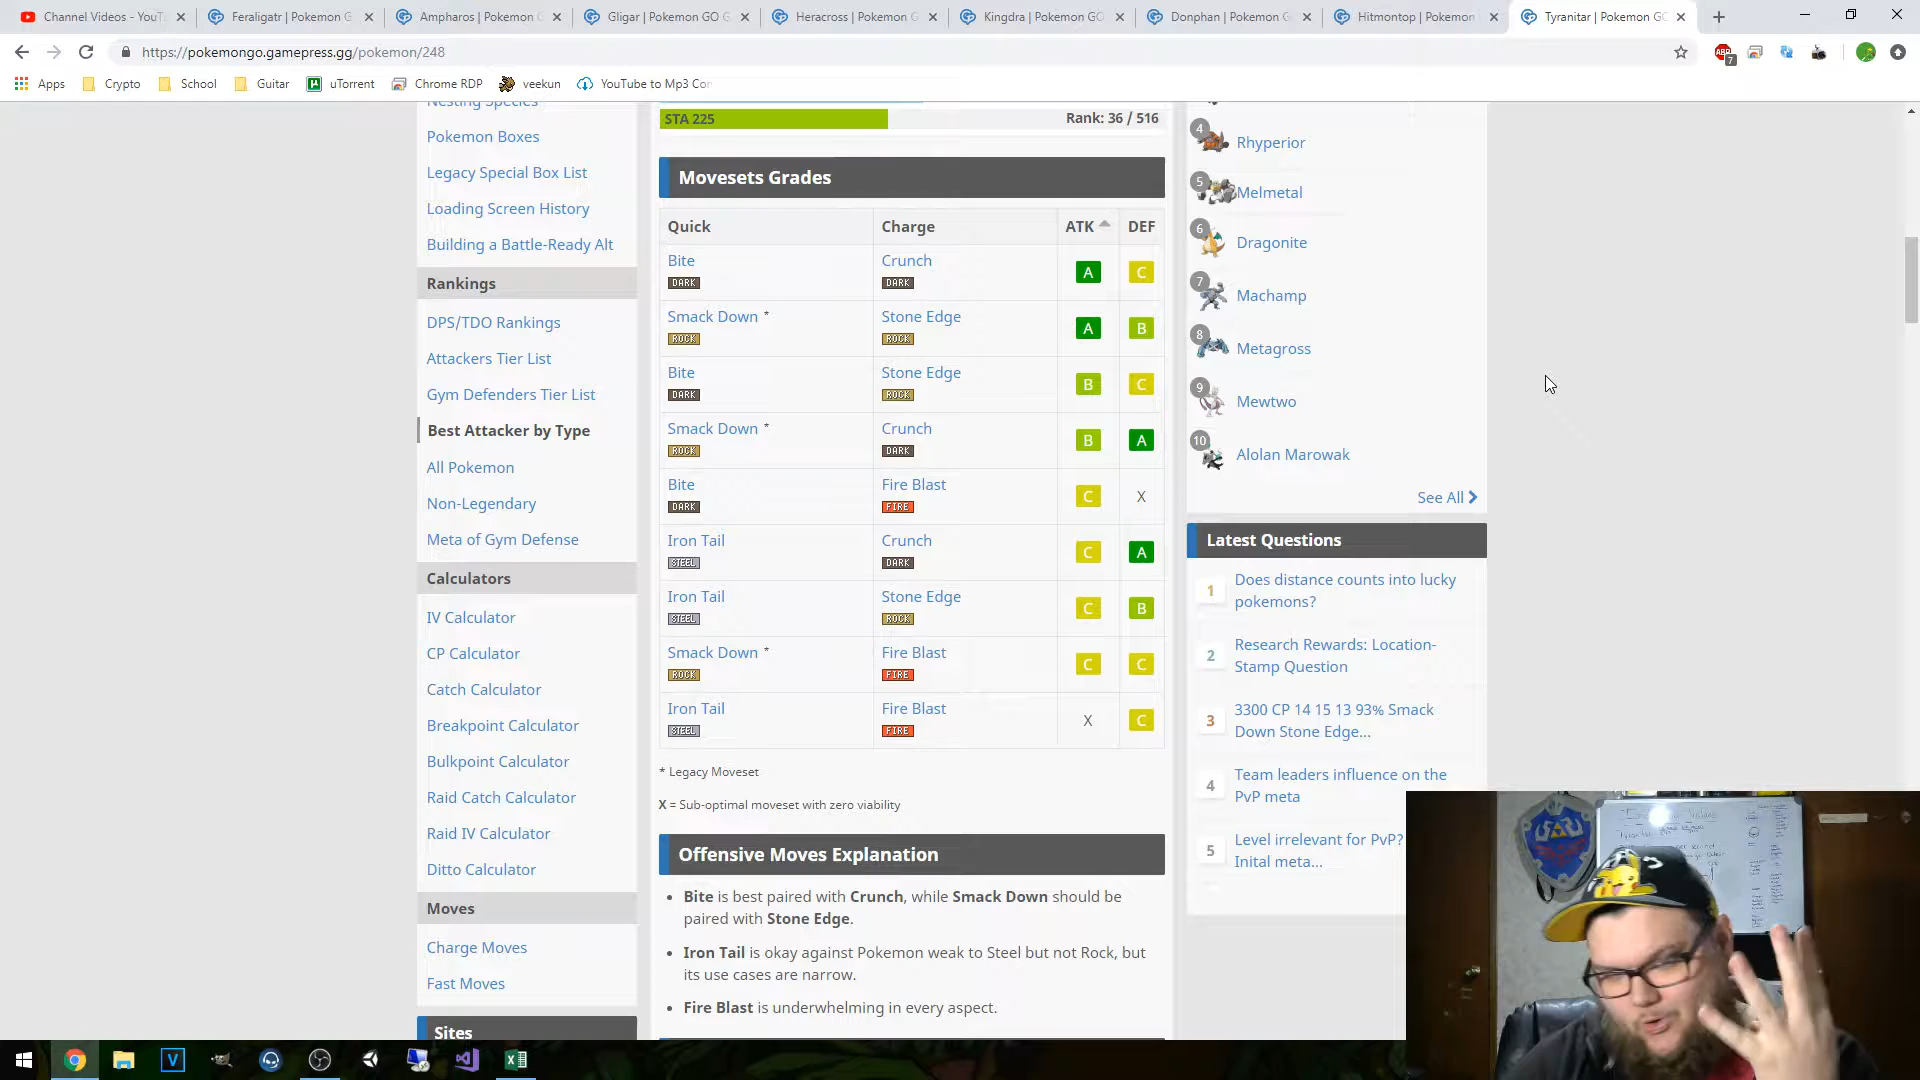 Channel Videos - YouT
Feraligatr | Pokemon G
Ampharos | Pokemon
Gligar | Pokemon GO G
Heracross | Pokemon G
Kingdra | Pokemon GO
Donphan | Pokemon G
Hitmontop | Pokemon
Tyranitar | Pokemon GO
https://pokemongo.gamepress.gg/pokemon/248
ABP
7
Apps
Crypto
School
Guitar
uTorrent
Chrome RDP
veekun
YouTube to Mp3 Con
Nesting Species
Pokemon Boxes
Legacy Special Box List
Loading Screen History
Building a Battle-Ready Alt
Rankings
DPS/TDO Rankings
Attackers Tier List
Gym Defenders Tier List
Best Attacker by Type
All Pokemon
Non-Legendary
Meta of Gym Defense
Calculators
IV Calculator
CP Calculator
Catch Calculator
Breakpoint Calculator
Bulkpoint Calculator
Raid Catch Calculator
Raid IV Calculator
Ditto Calculator
Moves
Charge Moves
Fast Moves
Sites
STA 225 Rank: 36 / 516
Movesets Grades
Quick Charge ATK DEF
Bite Crunch A C
DARK DARK
Smack Down * Stone Edge A B
ROCK ROCK
Bite Stone Edge B C
DARK ROCK
Smack Down * Crunch B A
ROCK DARK
Bite Fire Blast C X
DARK FIRE
Iron Tail Crunch C A
STEEL DARK
Iron Tail Stone Edge C B
STEEL ROCK
Smack Down * Fire Blast C C
ROCK FIRE
Iron Tail Fire Blast X C
STEEL FIRE
* Legacy Moveset
X = Sub-optimal moveset with zero viability
Offensive Moves Explanation
• Bite is best paired with Crunch, while Smack Down should be
paired with Stone Edge.
• Iron Tail is okay against Pokemon weak to Steel but not Rock, but
its use cases are narrow.
• Fire Blast is underwhelming in every aspect.
4 Rhyperior
5 Melmetal
6 Dragonite
7 Machamp
8 Metagross
9 Mewtwo
10 Alolan Marowak
See All
Latest Questions
1 Does distance counts into lucky
pokemons?
2 Research Rewards: Location-
Stamp Question
3 3300 CP 14 15 13 93% Smack
Down Stone Edge...
4 Team leaders influence on the
PvP meta
5 Level irrelevant for PvP?
Inital meta...